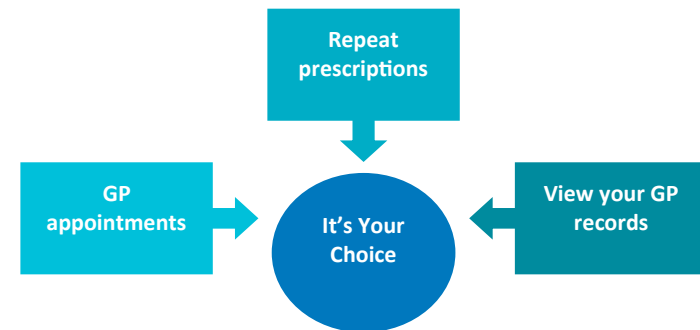 Repeat
prescriptions
GP
appointments
It’s Your
Choice
View your GP
records